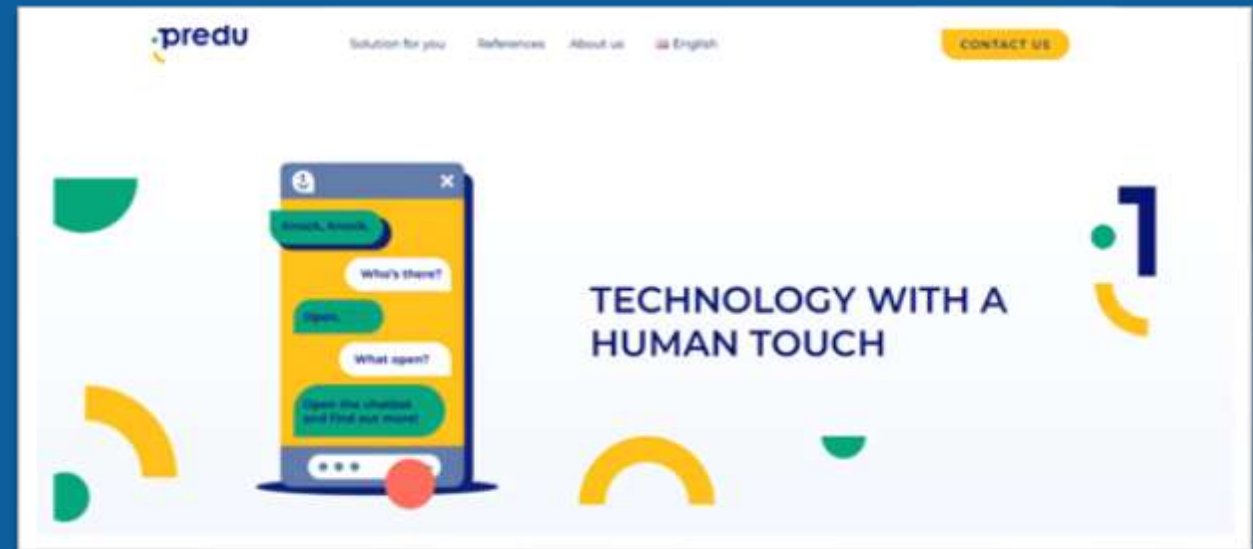 predu
Solution for you
References
About us
English
CONTACT US
Knock, Knock.
Who's there?
Open.
What open?
Open the chatbot
and find out more!
TECHNOLOGY WITH A
HUMAN TOUCH
1